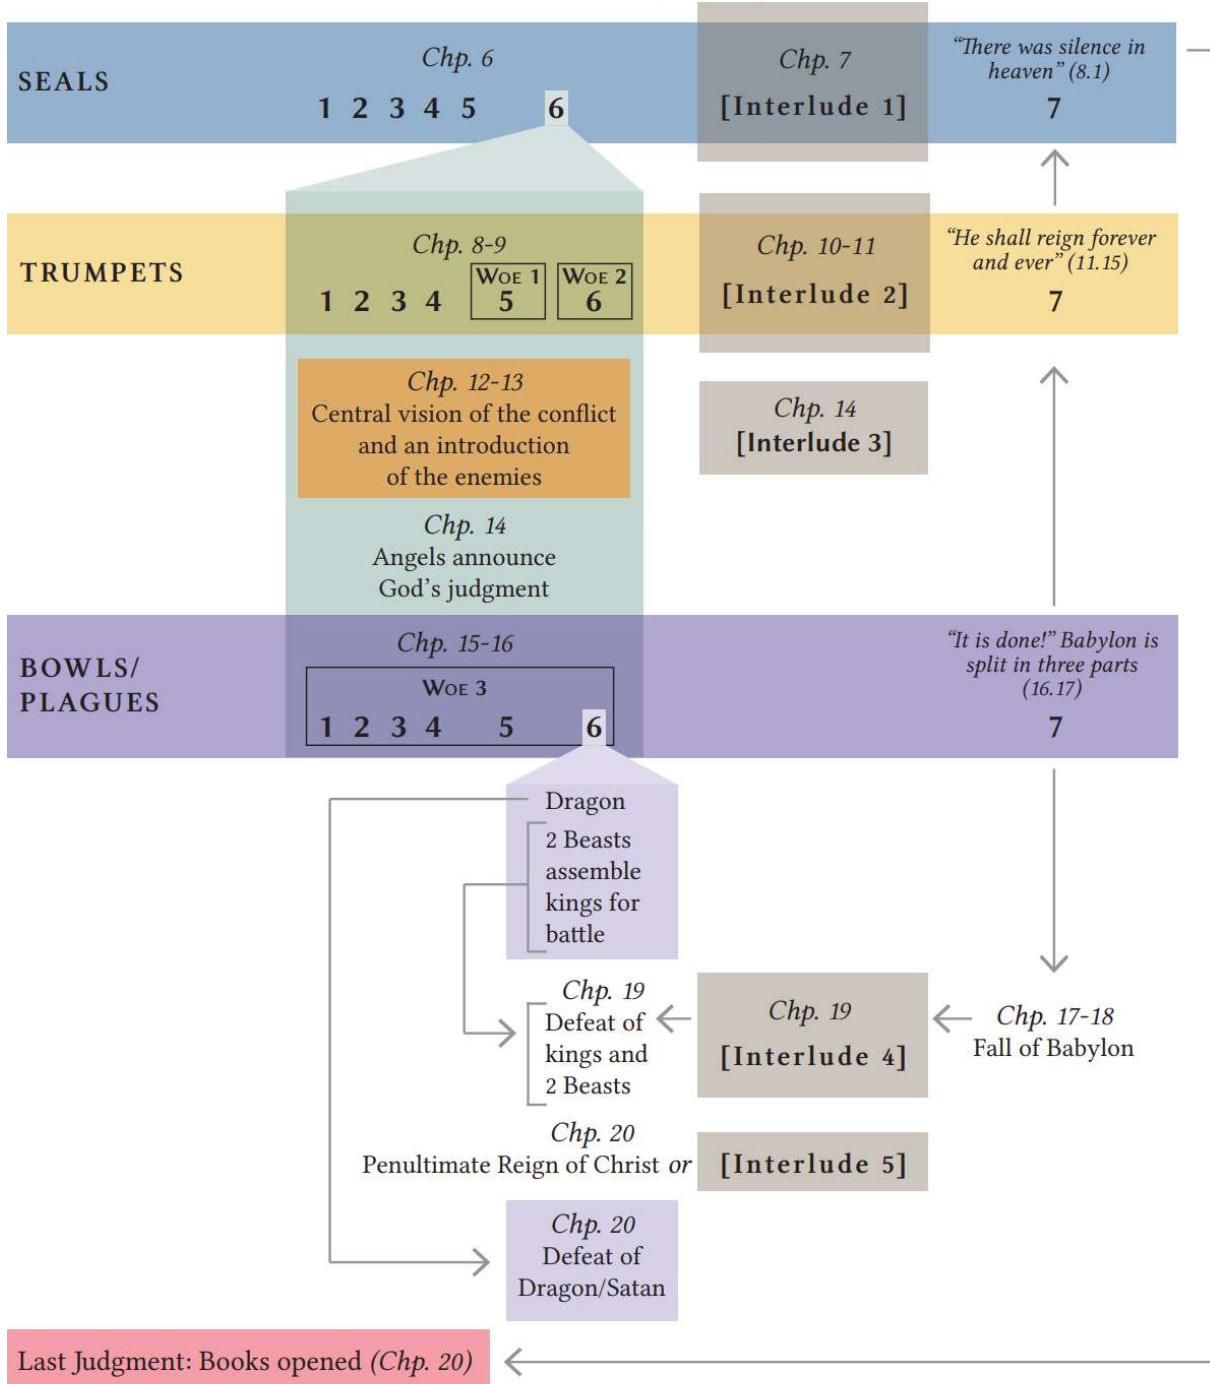 SEALS
Chp. 6
1 2 3 4 5 6
Chp. 7
[Interlude 1]
“There was silence in
heaven” (8.1)
7
TRUMPETS
Chp. 8-9
1 2 3 4
WOE 1
5
WOE 2
6
Chp. 10-11
[Interlude 2]
“He shall reign forever
and ever” (11.15)
7
Chp. 12-13
Central vision of the conflict
and an introduction
of the enemies
Chp. 14
[Interlude 3]
Chp. 14
Angels announce
God’s judgment
BOWLS/
PLAGUES
Chp. 15-16
WOE 3
1 2 3 4 5 6
“It is done!” Babylon is
split in three parts
(16.17)
7
Dragon
2 Beasts
assemble
kings for
battle
Chp. 19
Defeat of
kings and
2 Beasts
Chp. 19
[Interlude 4]
Chp. 17-18
Fall of Babylon
Chp. 20
Penultimate Reign of Christ or
[Interlude 5]
Chp. 20
Defeat of
Dragon/Satan
Last Judgment: Books opened (Chp. 20)